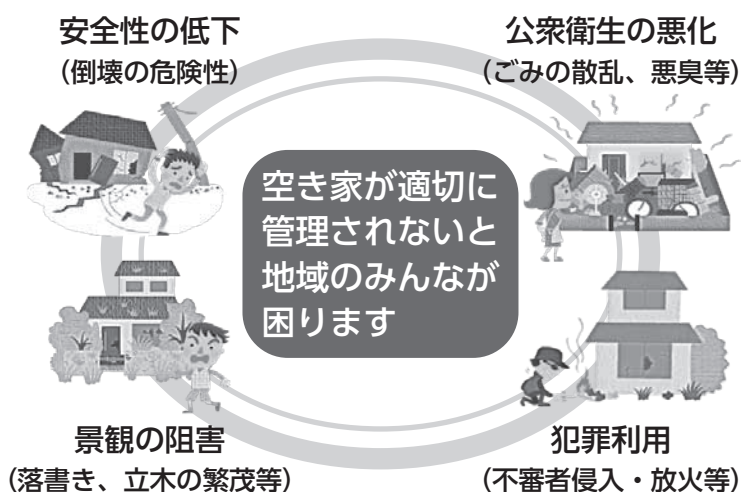 安全性の低下
（倒壊の危険性）
公衆衛生の悪化
（ごみの散乱、悪臭等）
空き家が適切に
管理されないと
地域のみんなが
困ります
景観の阻害
（落書き、立木の繁茂等）
犯罪利用
（不審者侵入・放火等）